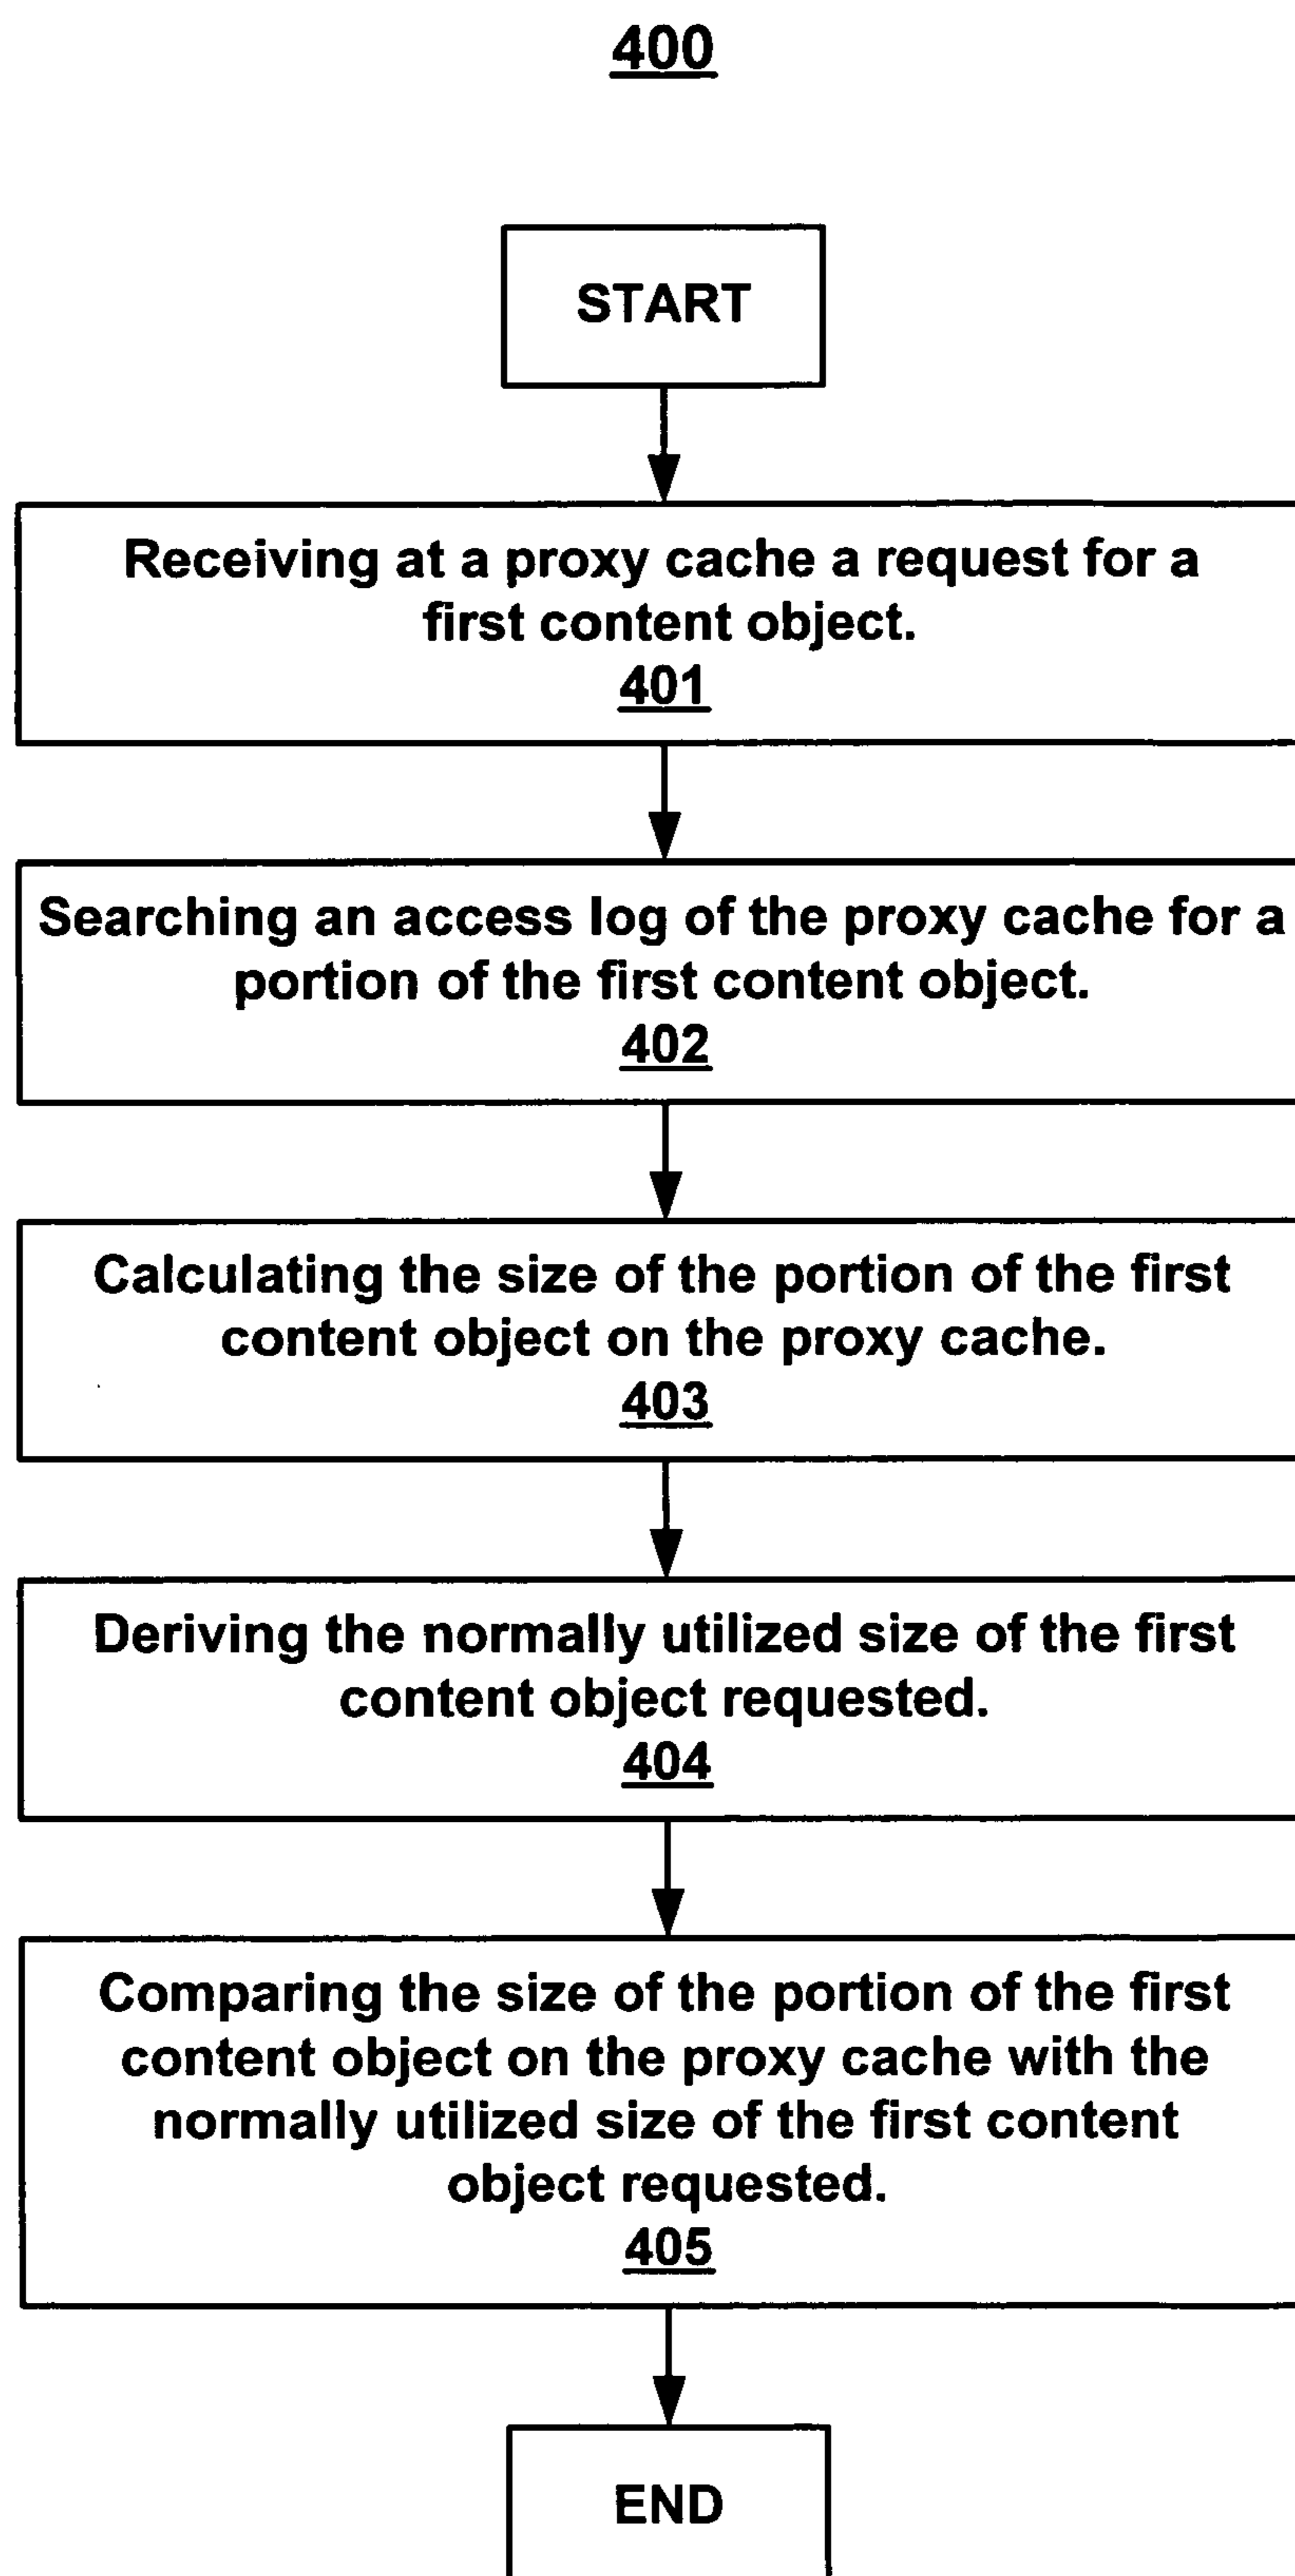 400
START
Receiving at a proxy cache a request for a
first content object.
401
Searching an access log of the proxy cache for a
portion of the first content object.
402
Calculating the size of the portion of the first
content object on the proxy cache.
403
Deriving the normally utilized size of the first
content object requested.
404
Comparing the size of the portion of the first
content object on the proxy cache with the
normally utilized size of the first content
object requested.
405
END